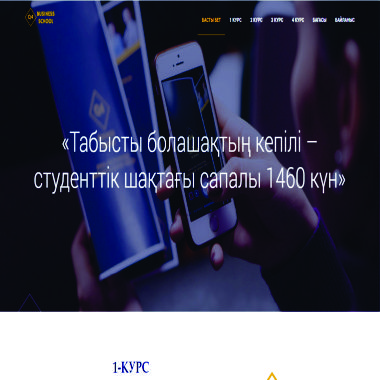 BUSINESS
SCHOOL
БАСТЫ БЕТ 1 КУРС 2 КУРС 3 КУРС 4 КУРС БАҒАСЫ БАЙЛАНЫС
«Табысты болашақтың кепілі –
студенттік шақтағы сапалы 1460 күн»
1-КУРС